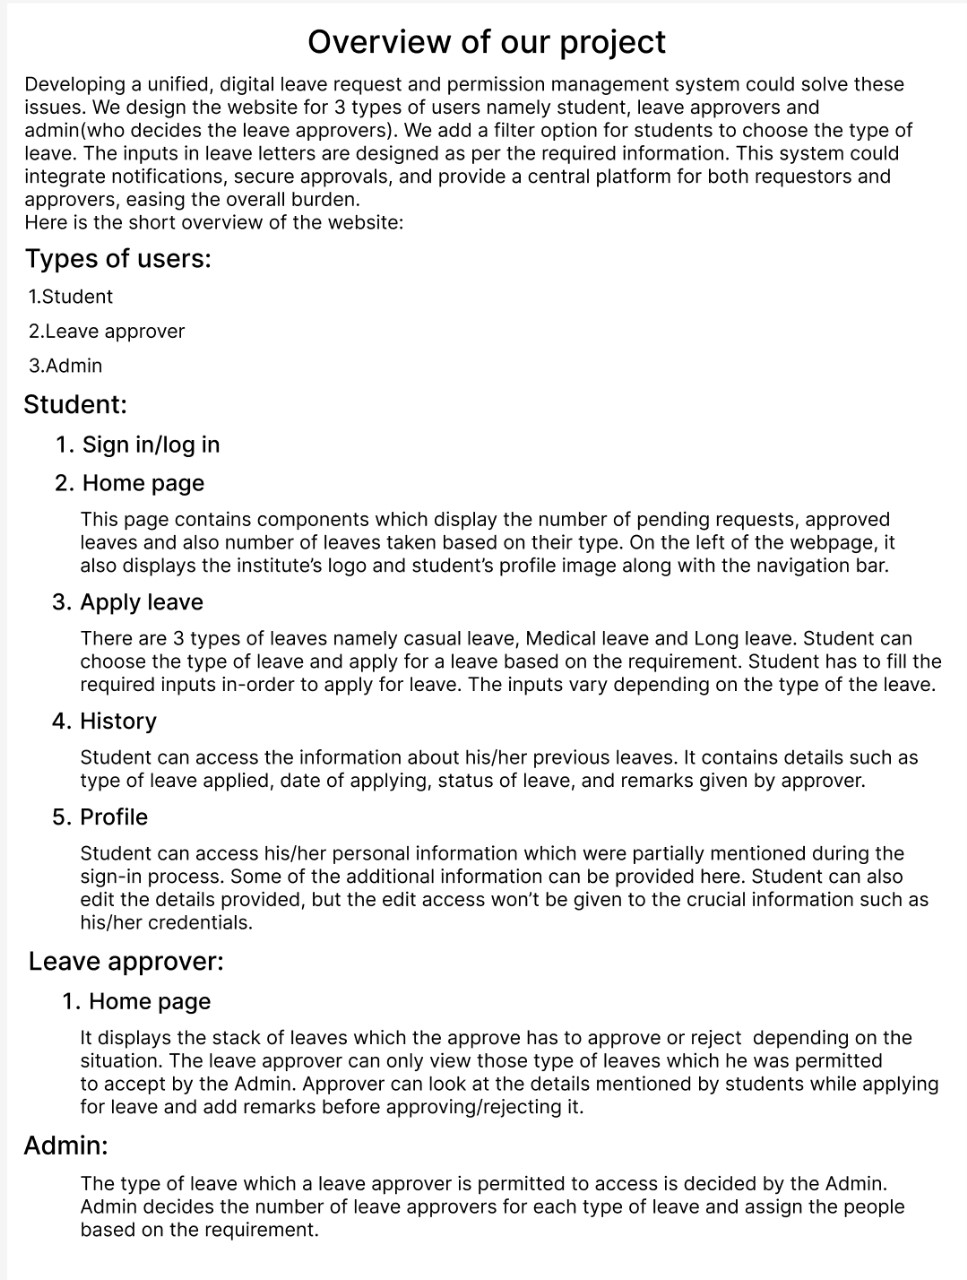 Overview of our project
Developing a unified, digital leave request and permission management system could solve these
issues. We design the website for 3 types of users namely student, leave approvers and
admin(who decides the leave approvers). We add a filter option for students to choose the type of
leave. The inputs in leave letters are designed as per the required information. This system could
integrate notifications, secure approvals, and provide a central platform for both requestors and
approvers, easing the overall burden.
Here is the short overview of the website:
Types of users:
1.Student
2.Leave approver
3.Admin
Student:
1. Sign in/log in
2. Home page
This page contains components which display the number of pending requests, approved
leaves and also number of leaves taken based on their type. On the left of the webpage, it
also displays the institute’s logo and student’s profile image along with the navigation bar.
3. Apply leave
There are 3 types of leaves namely casual leave, Medical leave and Long leave. Student can
choose the type of leave and apply for a leave based on the requirement. Student has to fill the
required inputs in-order to apply for leave. The inputs vary depending on the type of the leave.
4. History
Student can access the information about his/her previous leaves. It contains details such as
type of leave applied, date of applying, status of leave, and remarks given by approver.
5. Profile
Student can access his/her personal information which were partially mentioned during the
sign-in process. Some of the additional information can be provided here. Student can also
edit the details provided, but the edit access won’t be given to the crucial information such as
his/her credentials.
Leave approver:
1. Home page
It displays the stack of leaves which the approve has to approve or reject  depending on the
situation. The leave approver can only view those type of leaves which he was permitted
to accept by the Admin. Approver can look at the details mentioned by students while applying
for leave and add remarks before approving/rejecting it.
Admin:
The type of leave which a leave approver is permitted to access is decided by the Admin.
Admin decides the number of leave approvers for each type of leave and assign the people
based on the requirement.